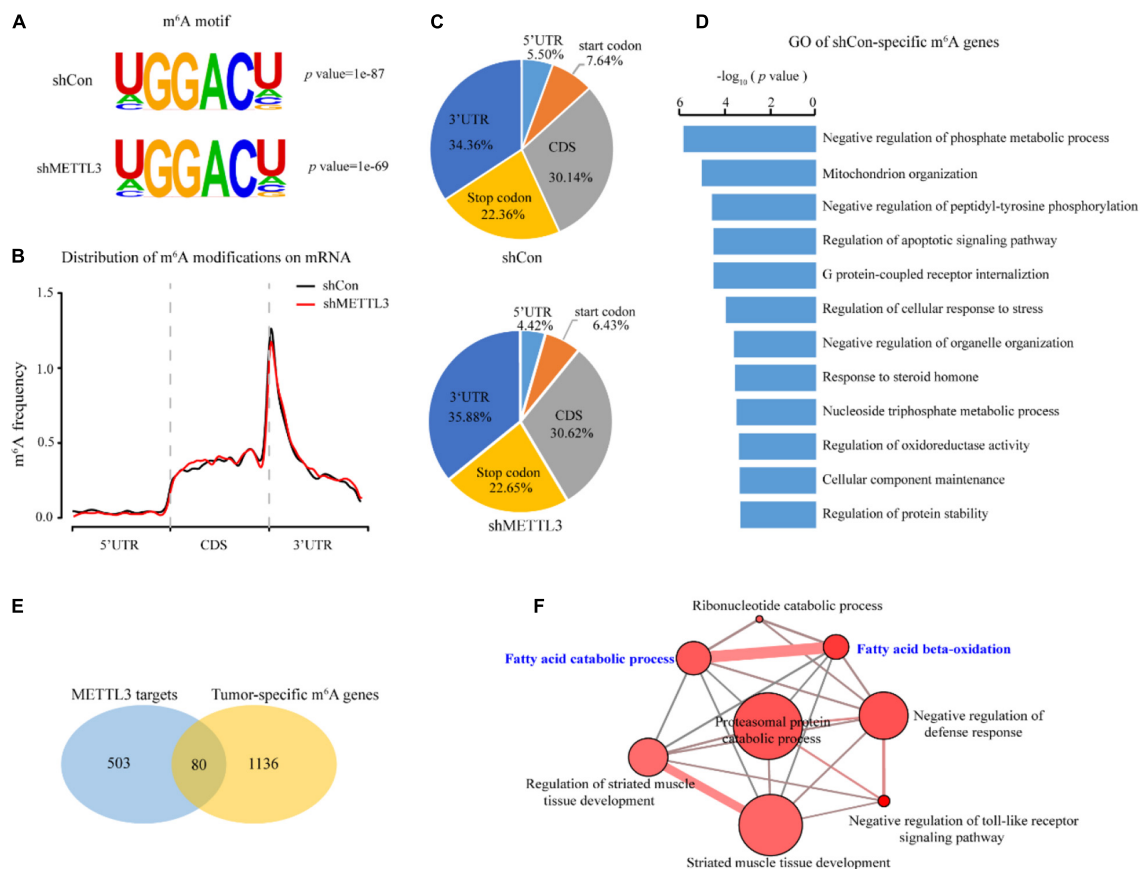 A
m⁶A motif
shCon
UGGACU
ACG
p value=1e-87
shMETTL3
UGGACU
ACG
p value=1e-69
B
Distribution of m⁶A modifications on mRNA
shCon
shMETTL3
m⁶A frequency
1.5
1.0
0.5
0.0
5'UTR
CDS
3'UTR
C
5'UTR
5.50%
start codon
7.64%
3'UTR
34.36%
CDS
30.14%
Stop codon
22.36%
shCon
5'UTR
4.42%
start codon
6.43%
3'UTR
35.88%
CDS
30.62%
Stop codon
22.65%
shMETTL3
D
GO of shCon-specific m⁶A genes
-log₁₀ ( p value )
6 4 2 0
Negative regulation of phosphate metabolic process
Mitochondrion organization
Negative regulation of peptidyl-tyrosine phosphorylation
Regulation of apoptotic signaling pathway
G protein-coupled receptor internaliztion
Regulation of cellular response to stress
Negative regulation of organelle organization
Response to steroid homone
Nucleoside triphosphate metabolic process
Regulation of oxidoreductase activity
Cellular component maintenance
Regulation of protein stability
E
METTL3 targets
Tumor-specific m⁶A genes
503
80
1136
F
Ribonucleotide catabolic process
Fatty acid catabolic process
Fatty acid beta-oxidation
Proteasomal protein
catabolic process
Negative regulation of
defense response
Regulation of striated muscle
tissue development
Negative regulation of toll-like receptor
signaling pathway
Striated muscle tissue development